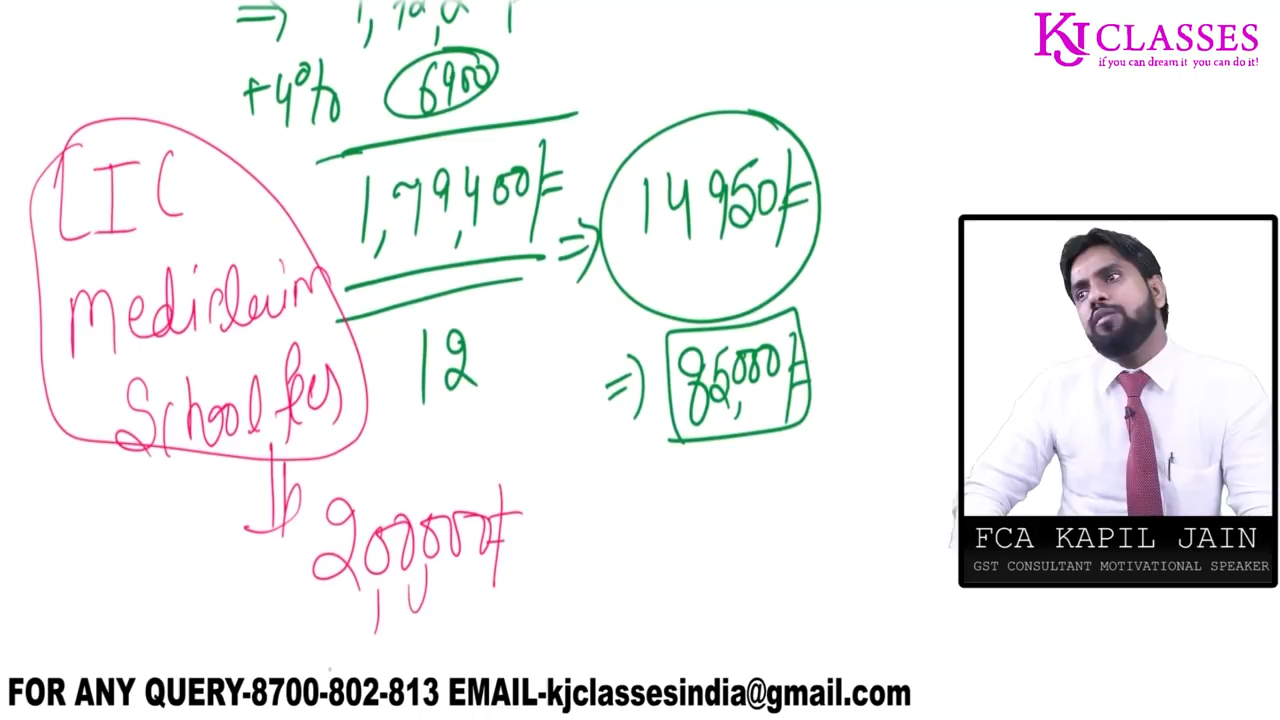 KJ CLASSES
if you can dream it you can do it!
⇒
+4% 6900
1,79,400/= ⇒ 14950/=
12
⇒ 85,000/=
LIC
Mediclaim
School fees
2,00,000/=
FCA KAPIL JAIN
GST CONSULTANT MOTIVATIONAL SPEAKER
FOR ANY QUERY-8700-802-813 EMAIL-kjclassesindia@gmail.com